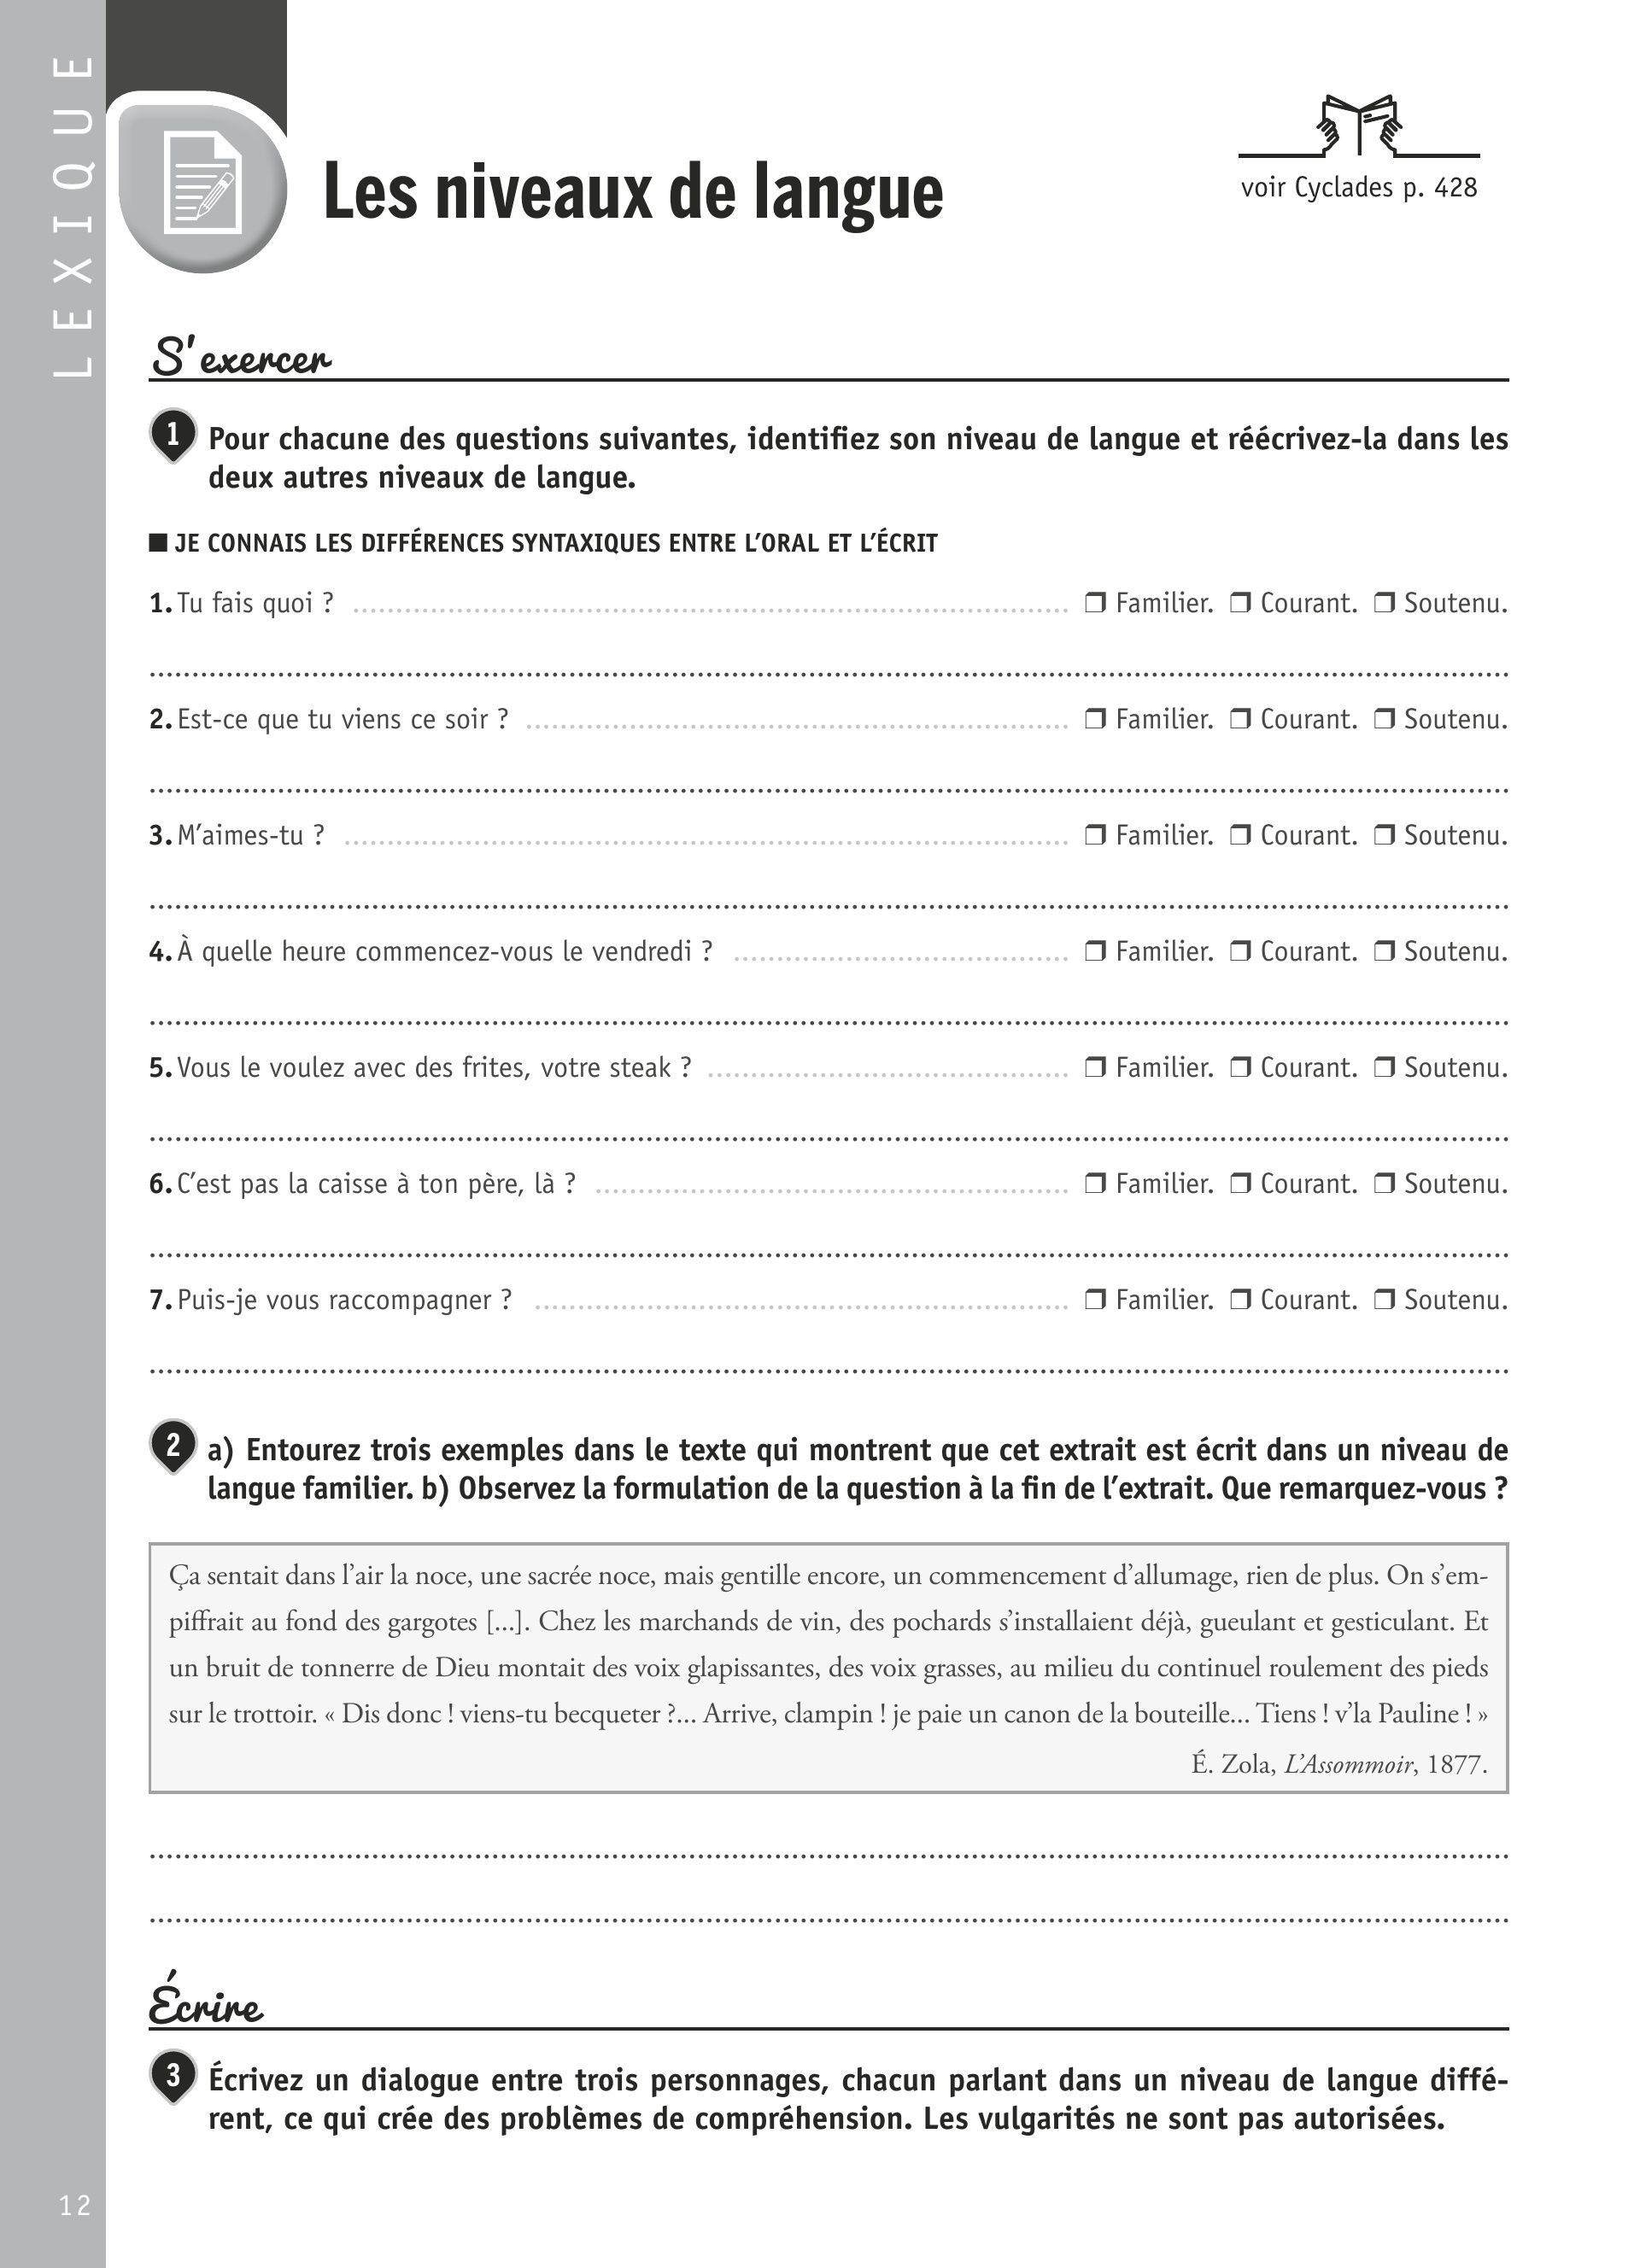 LEXIQUE
Les niveaux de langue
voir Cyclades p. 428
S'exercer
1 Pour chacune des questions suivantes, identifiez son niveau de langue et réécrivez-la dans les
deux autres niveaux de langue.
■ JE CONNAIS LES DIFFÉRENCES SYNTAXIQUES ENTRE L'ORAL ET L'ÉCRIT
1. Tu fais quoi ? ❒ Familier. ❒ Courant. ❒ Soutenu.
2. Est-ce que tu viens ce soir ? ❒ Familier. ❒ Courant. ❒ Soutenu.
3. M'aimes-tu ? ❒ Familier. ❒ Courant. ❒ Soutenu.
4. À quelle heure commencez-vous le vendredi ? ❒ Familier. ❒ Courant. ❒ Soutenu.
5. Vous le voulez avec des frites, votre steak ? ❒ Familier. ❒ Courant. ❒ Soutenu.
6. C'est pas la caisse à ton père, là ? ❒ Familier. ❒ Courant. ❒ Soutenu.
7. Puis-je vous raccompagner ? ❒ Familier. ❒ Courant. ❒ Soutenu.
2 a) Entourez trois exemples dans le texte qui montrent que cet extrait est écrit dans un niveau de
langue familier. b) Observez la formulation de la question à la fin de l'extrait. Que remarquez-vous ?
Ça sentait dans l'air la noce, une sacrée noce, mais gentille encore, un commencement d'allumage, rien de plus. On s'em-
piffrait au fond des gargotes [...]. Chez les marchands de vin, des pochards s'installaient déjà, gueulant et gesticulant. Et
un bruit de tonnerre de Dieu montait des voix glapissantes, des voix grasses, au milieu du continuel roulement des pieds
sur le trottoir. « Dis donc ! viens-tu becqueter ?... Arrive, clampin ! je paie un canon de la bouteille... Tiens ! v'la Pauline ! »
É. Zola, L'Assommoir, 1877.
Écrire
3 Écrivez un dialogue entre trois personnages, chacun parlant dans un niveau de langue diffé-
rent, ce qui crée des problèmes de compréhension. Les vulgarités ne sont pas autorisées.
12